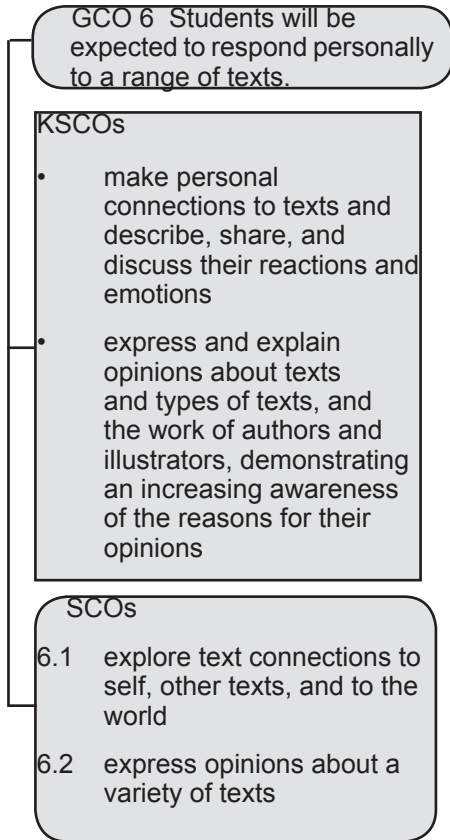 GCO 6 Students will be
expected to respond personally
to a range of texts.
KSCOs
• make personal
connections to texts and
describe, share, and
discuss their reactions and
emotions
• express and explain
opinions about texts
and types of texts, and
the work of authors and
illustrators, demonstrating
an increasing awareness
of the reasons for their
opinions
SCOs
6.1 explore text connections to
self, other texts, and to the
world
6.2 express opinions about a
variety of texts